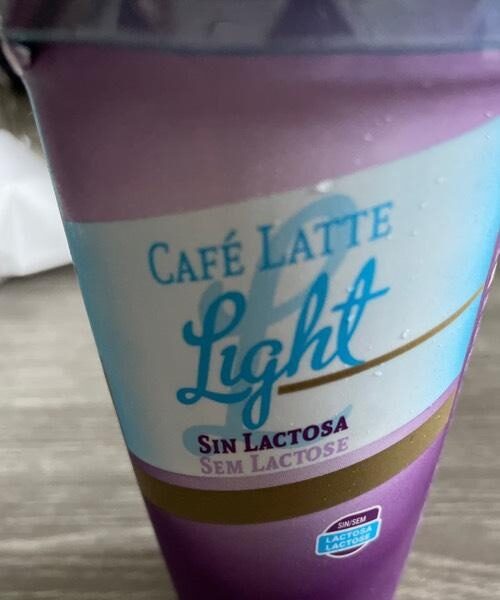 CAFÉ LATTE
Light
SIN LACTOSA
SEM LACTOSE
SIN/SEM
LACTOSA
LACTOSE